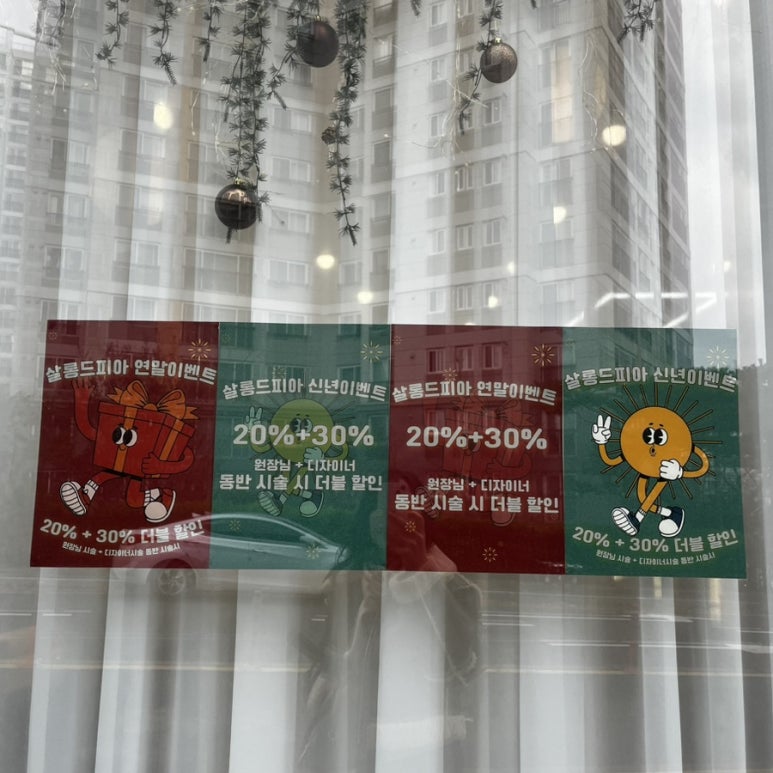 살롱드피아 연말이벤트
20% + 30% 더블 할인
원장님 시술 + 디자이너시술 동반 시술시
살롱드피아 신년이벤트
20%+30%
원장님 + 디자이너
동반 시술 시 더블 할인
살롱드피아 연말이벤트
20%+30%
원장님 + 디자이너
동반 시술 시 더블 할인
살롱드피아 신년이벤트
20% + 30% 더블 할인
원장님 시술 + 디자이너시술 동반 시술시